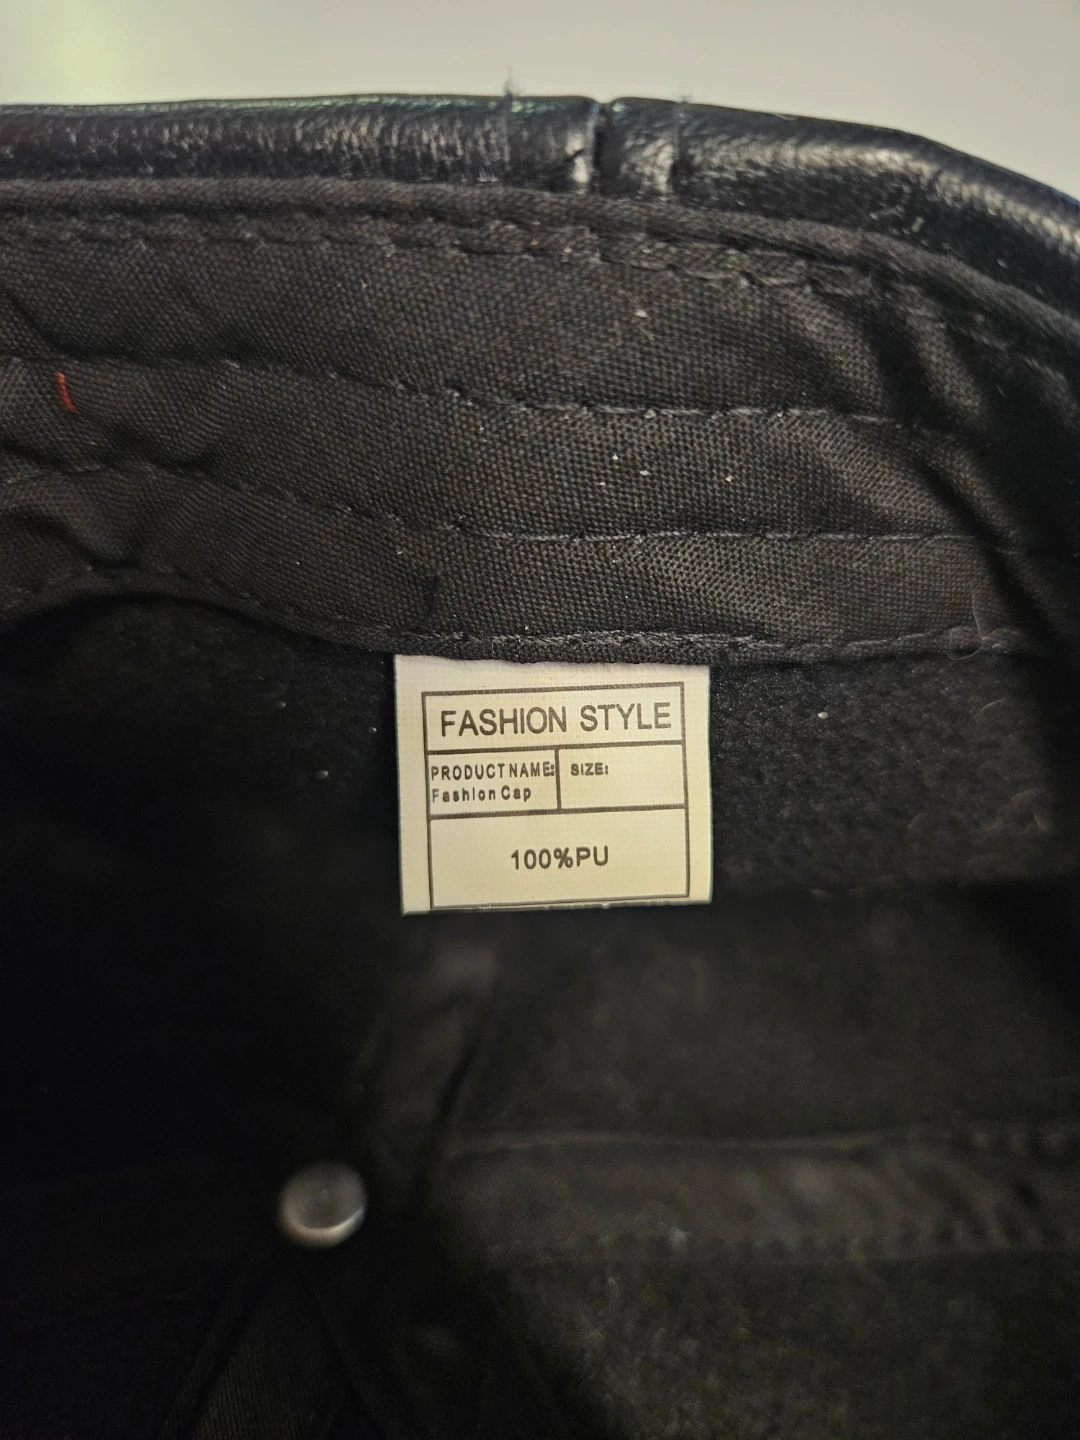 FASHION STYLE
PRODUCT NAME:
Fashion Cap
SIZE:
100%PU